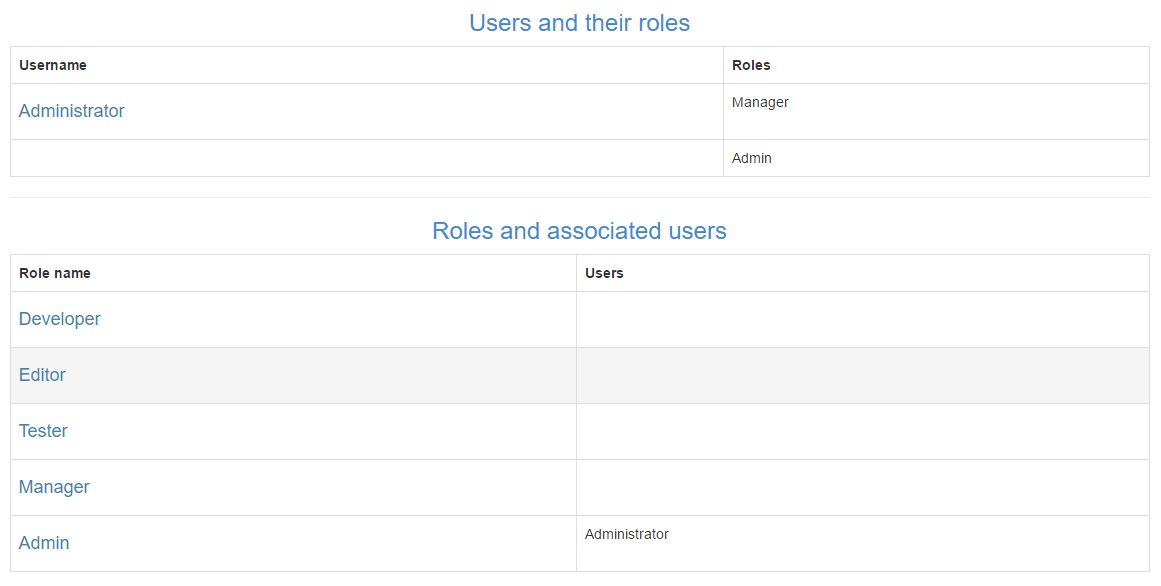 Users and their roles
Username Roles
Administrator Manager
Admin
Roles and associated users
Role name Users
Developer
Editor
Tester
Manager
Admin Administrator